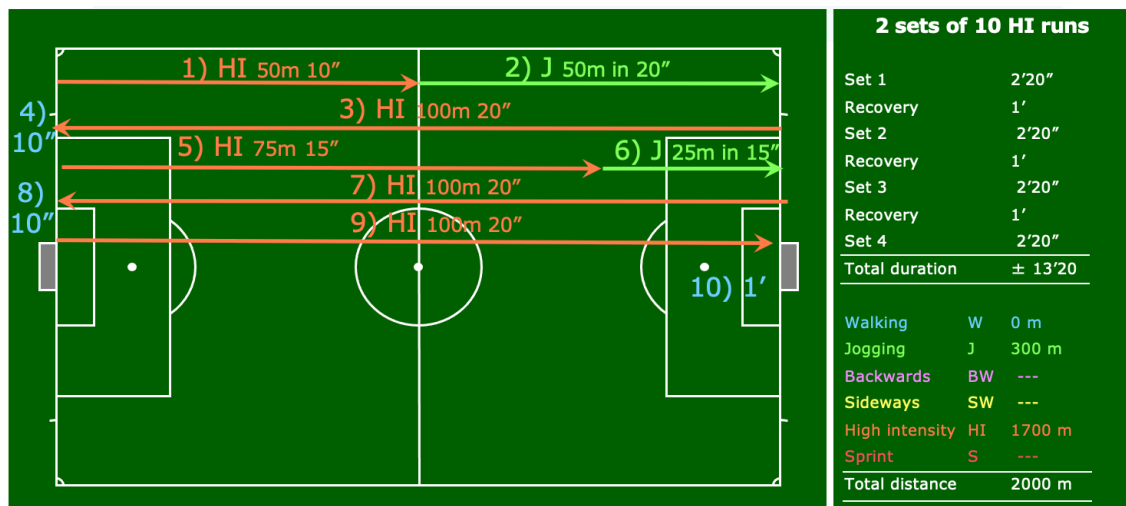 2 sets of 10 HI runs
1) HI 50m 10”
2) J 50m in 20”
4)
10”
3) HI 100m 20”
5) HI 75m 15”
6) J 25m in 15”
8)
10”
7) HI 100m 20”
9) HI 100m 20”
10) 1’
Set 1 2’20”
Recovery 1’
Set 2 2’20”
Recovery 1’
Set 3 2’20”
Recovery 1’
Set 4 2’20”
Total duration ± 13’20
Walking W 0 m
Jogging J 300 m
Backwards BW ---
Sideways SW ---
High intensity HI 1700 m
Sprint S ---
Total distance 2000 m